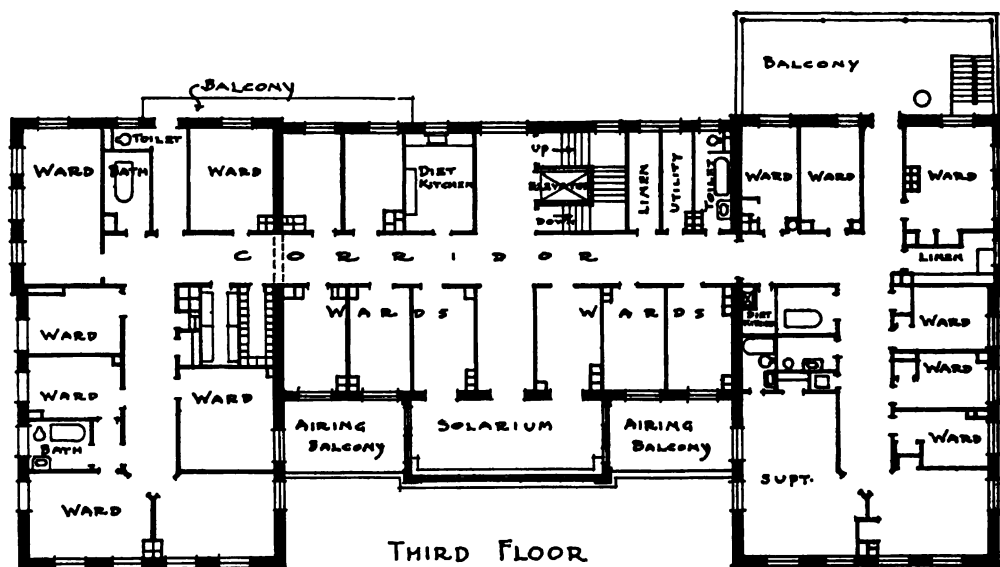 BALCONY
BALCONY
TOILET
WARD
BATH
WARD
DIET
KITCHEN
UP
ELEVATOR
DOWN
LINEN
UTILITY
TOILET
WARD
WARD
WARD
CORRIDOR
LINEN
WARDS
WARDS
DIET
KITCHEN
WARD
WARD
WARD
WARD
WARD
AIRING
BALCONY
SOLARIUM
AIRING
BALCONY
WARD
BATH
SUPT.
WARD
THIRD FLOOR